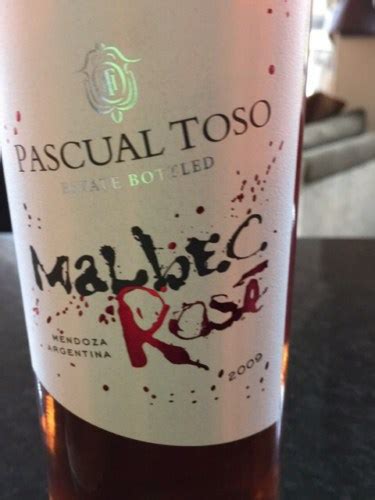 PASCUAL TOSO
ESTATE BOTTLED
MALbEC
Rosé
MENDOZA
ARGENTINA
2009